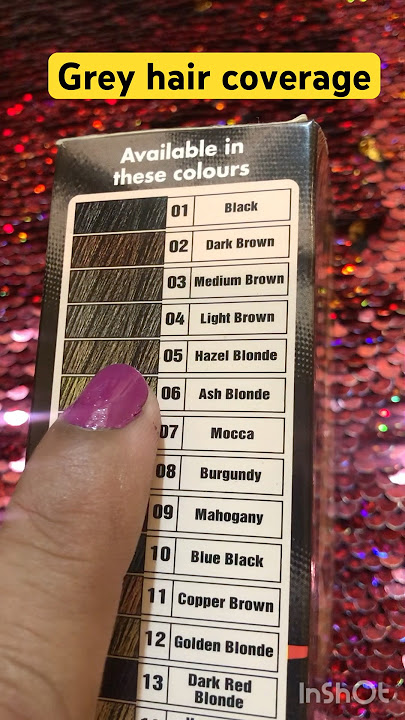 Grey hair coverage
Available in
these colours
01 Black
02 Dark Brown
03 Medium Brown
04 Light Brown
05 Hazel Blonde
06 Ash Blonde
07 Mocca
08 Burgundy
09 Mahogany
10 Blue Black
11 Copper Brown
12 Golden Blonde
13 Dark Red
Blonde
InShOt